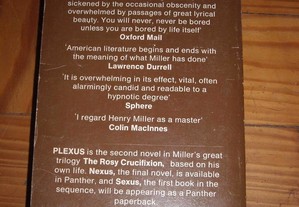 sickened by the occasional obscenity and
overwhelmed by passages of great lyrical
beauty. You will never, never be bored
unless you are bored by life itself'
Oxford Mail
'American literature begins and ends with
the meaning of what Miller has done'
Lawrence Durrell
'It is overwhelming in its effect, vital, often
alarmingly candid and readable to a
hypnotic degree'
Sphere
'I regard Henry Miller as a master'
Colin MacInnes
PLEXUS is the second novel in Miller's great
trilogy The Rosy Crucifixion, based on
his own life. Nexus, the final novel, is available
in Panther, and Sexus, the first book in the
sequence, will be appearing as a Panther
paperback.